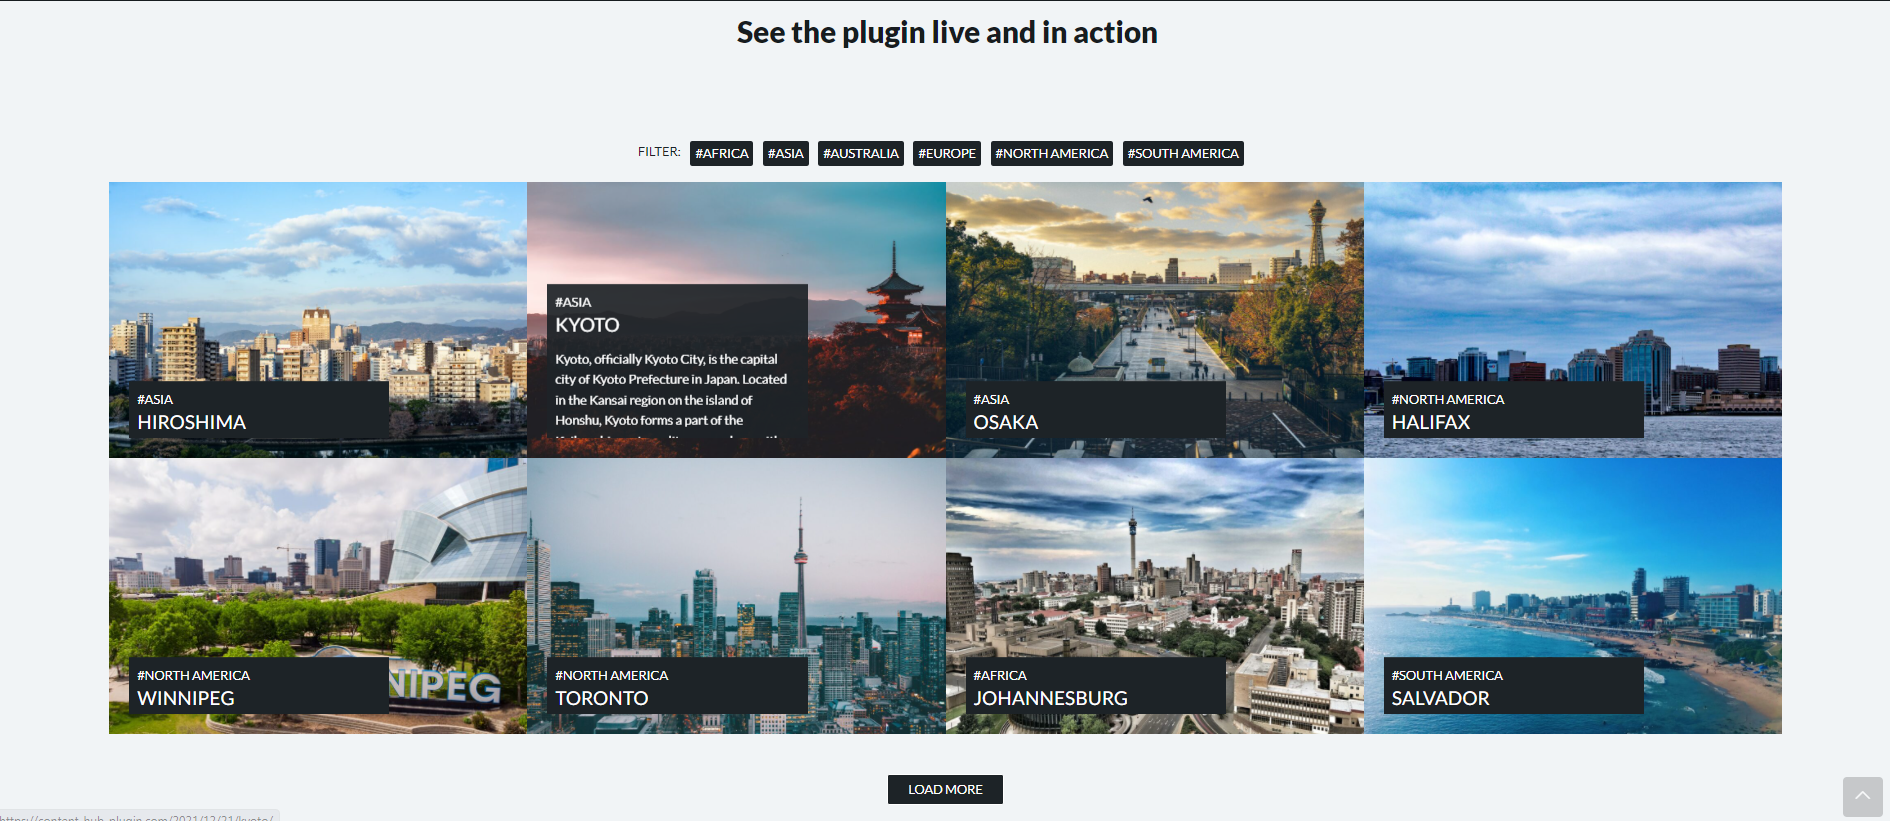 See the plugin live and in action
FILTER: #AFRICA #ASIA #AUSTRALIA #EUROPE #NORTH AMERICA #SOUTH AMERICA
#ASIA
HIROSHIMA
#ASIA
KYOTO
Kyoto, officially Kyoto City, is the capital
city of Kyoto Prefecture in Japan. Located
in the Kansai region on the island of
Honshu, Kyoto forms a part of the
#ASIA
OSAKA
#NORTH AMERICA
HALIFAX
#NORTH AMERICA
WINNIPEG
NIPEG
#NORTH AMERICA
TORONTO
#AFRICA
JOHANNESBURG
#SOUTH AMERICA
SALVADOR
LOAD MORE
https://content-hub-plugin.com/2021/12/21/kyoto/